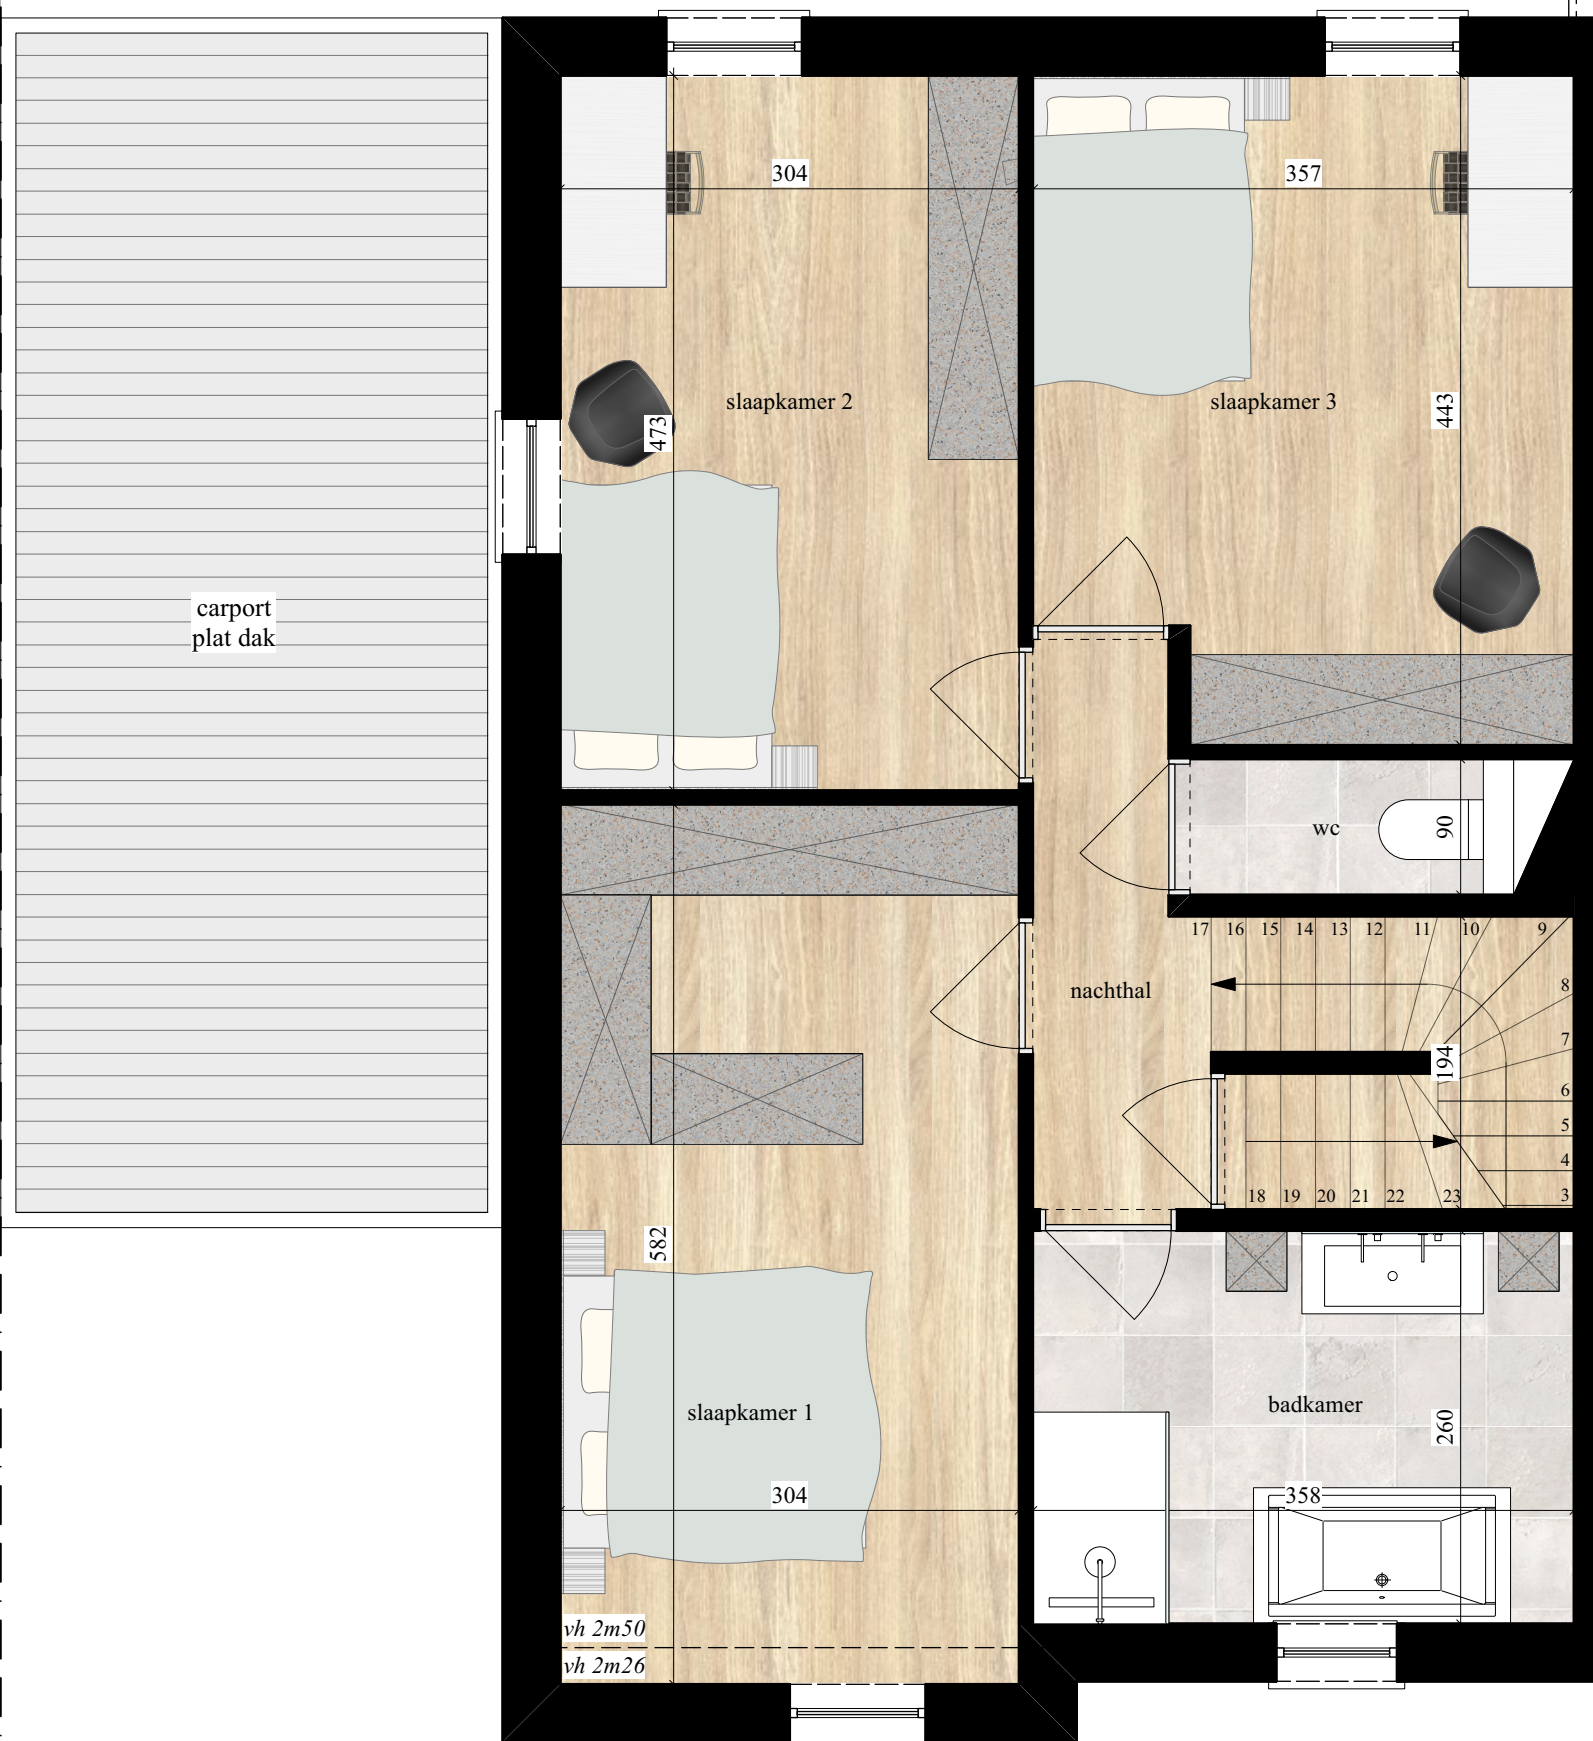 304
357
slaapkamer 2
473
slaapkamer 3
443
carport
plat dak
wc
90
17 16 15 14 13 12 11 10 9
8
7
6
5
4
3
nachthal
194
18 19 20 21 22 23
582
slaapkamer 1
304
badkamer
260
358
vh 2m50
vh 2m26